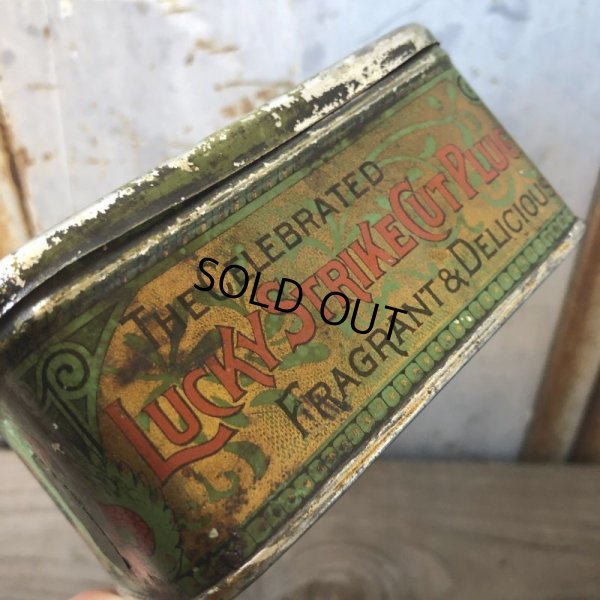 THE CELEBRATED
LUCKY STRIKE CUT PLUG
FRAGRANT & DELICIOUS
SOLD OUT